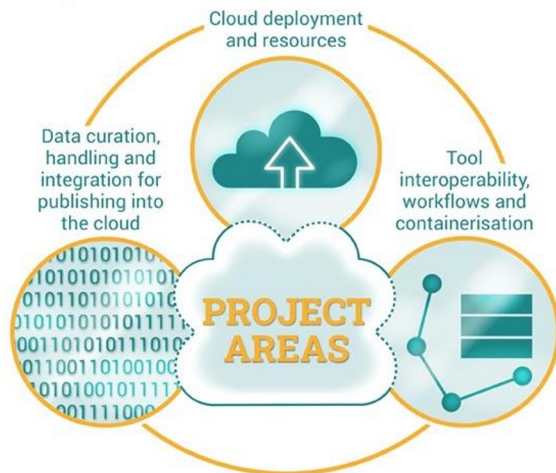 Cloud deployment
and resources
Data curation,
handling and
integration for
publishing into
the cloud
Tool
interoperability,
workflows and
containerisation
PROJECT
AREAS